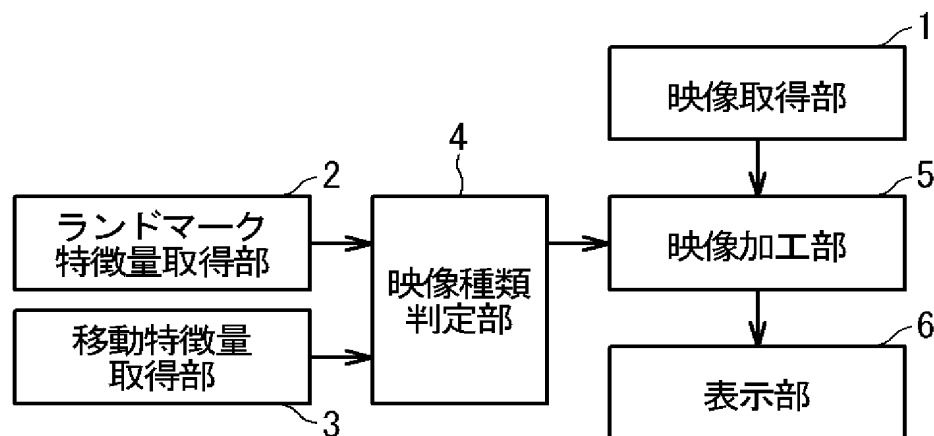 1
映像取得部
2
ランドマーク
特徴量取得部
4
映像種類
判定部
5
映像加工部
移動特徴量
取得部
3
6
表示部